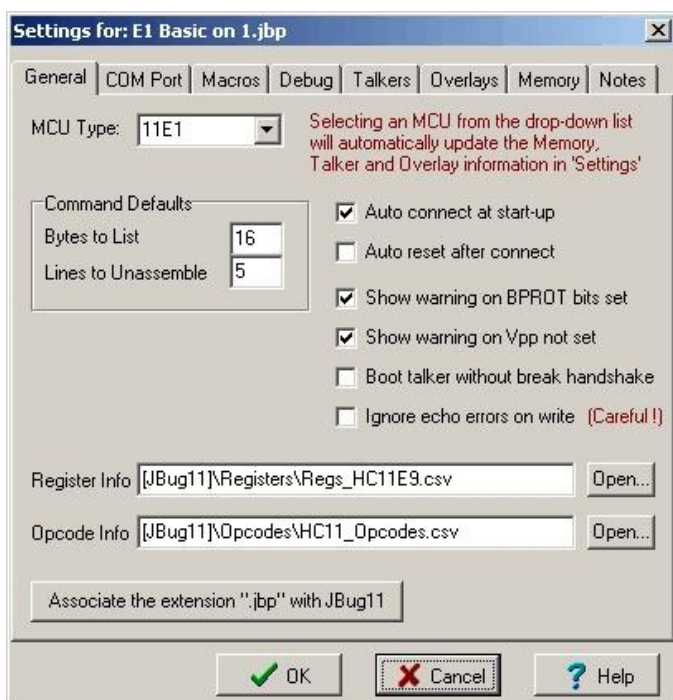 Settings for: E1 Basic on 1.jbp
General COM Port Macros Debug Talkers Overlays Memory Notes
MCU Type: 11E1
Selecting an MCU from the drop-down list
will automatically update the Memory,
Talker and Overlay information in 'Settings'
Command Defaults
Bytes to List 16
Lines to Unassemble 5
Auto connect at start-up
Auto reset after connect
Show warning on BPROT bits set
Show warning on Vpp not set
Boot talker without break handshake
Ignore echo errors on write (Careful !)
Register Info [JBug11]\Registers\Regs_HC11E9.csv Open...
Opcode Info [JBug11]\Opcodes\HC11_Opcodes.csv Open...
Associate the extension ".jbp" with JBug11
OK Cancel Help